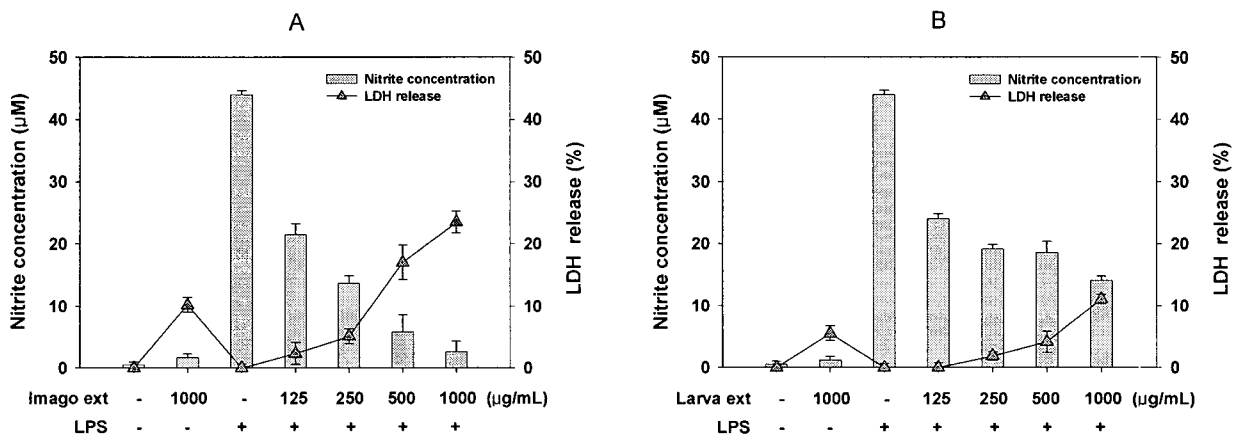 A
50
40
30
20
10
0
Nitrite concentration (µM)
Nitrite concentration
LDH release
50
40
30
20
10
0
LDH release (%)
Imago ext - 1000 - 125 250 500 1000 (µg/mL)
LPS - - + + + + +
B
50
40
30
20
10
0
Nitrite concentration (µM)
Nitrite concentration
LDH release
50
40
30
20
10
0
LDH release (%)
Larva ext - 1000 - 125 250 500 1000 (µg/mL)
LPS - - + + + + +